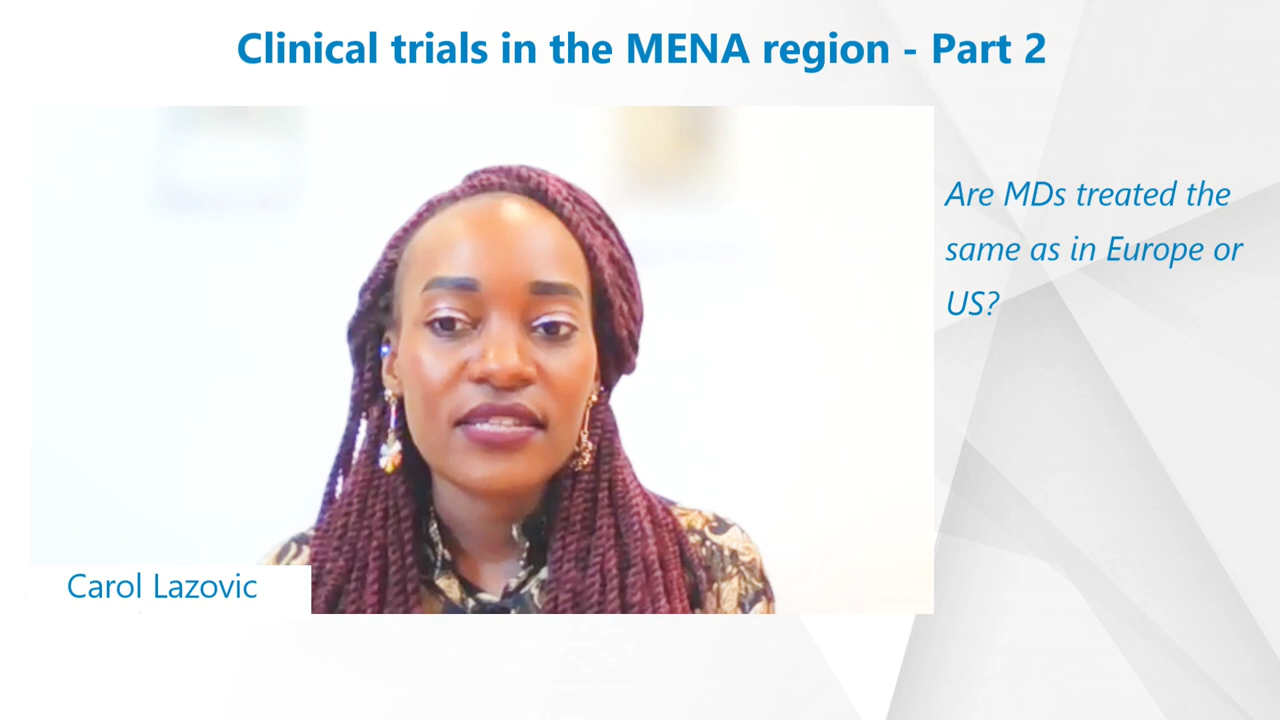 Clinical trials in the MENA region - Part 2
Are MDs treated the
same as in Europe or
US?
Carol Lazovic